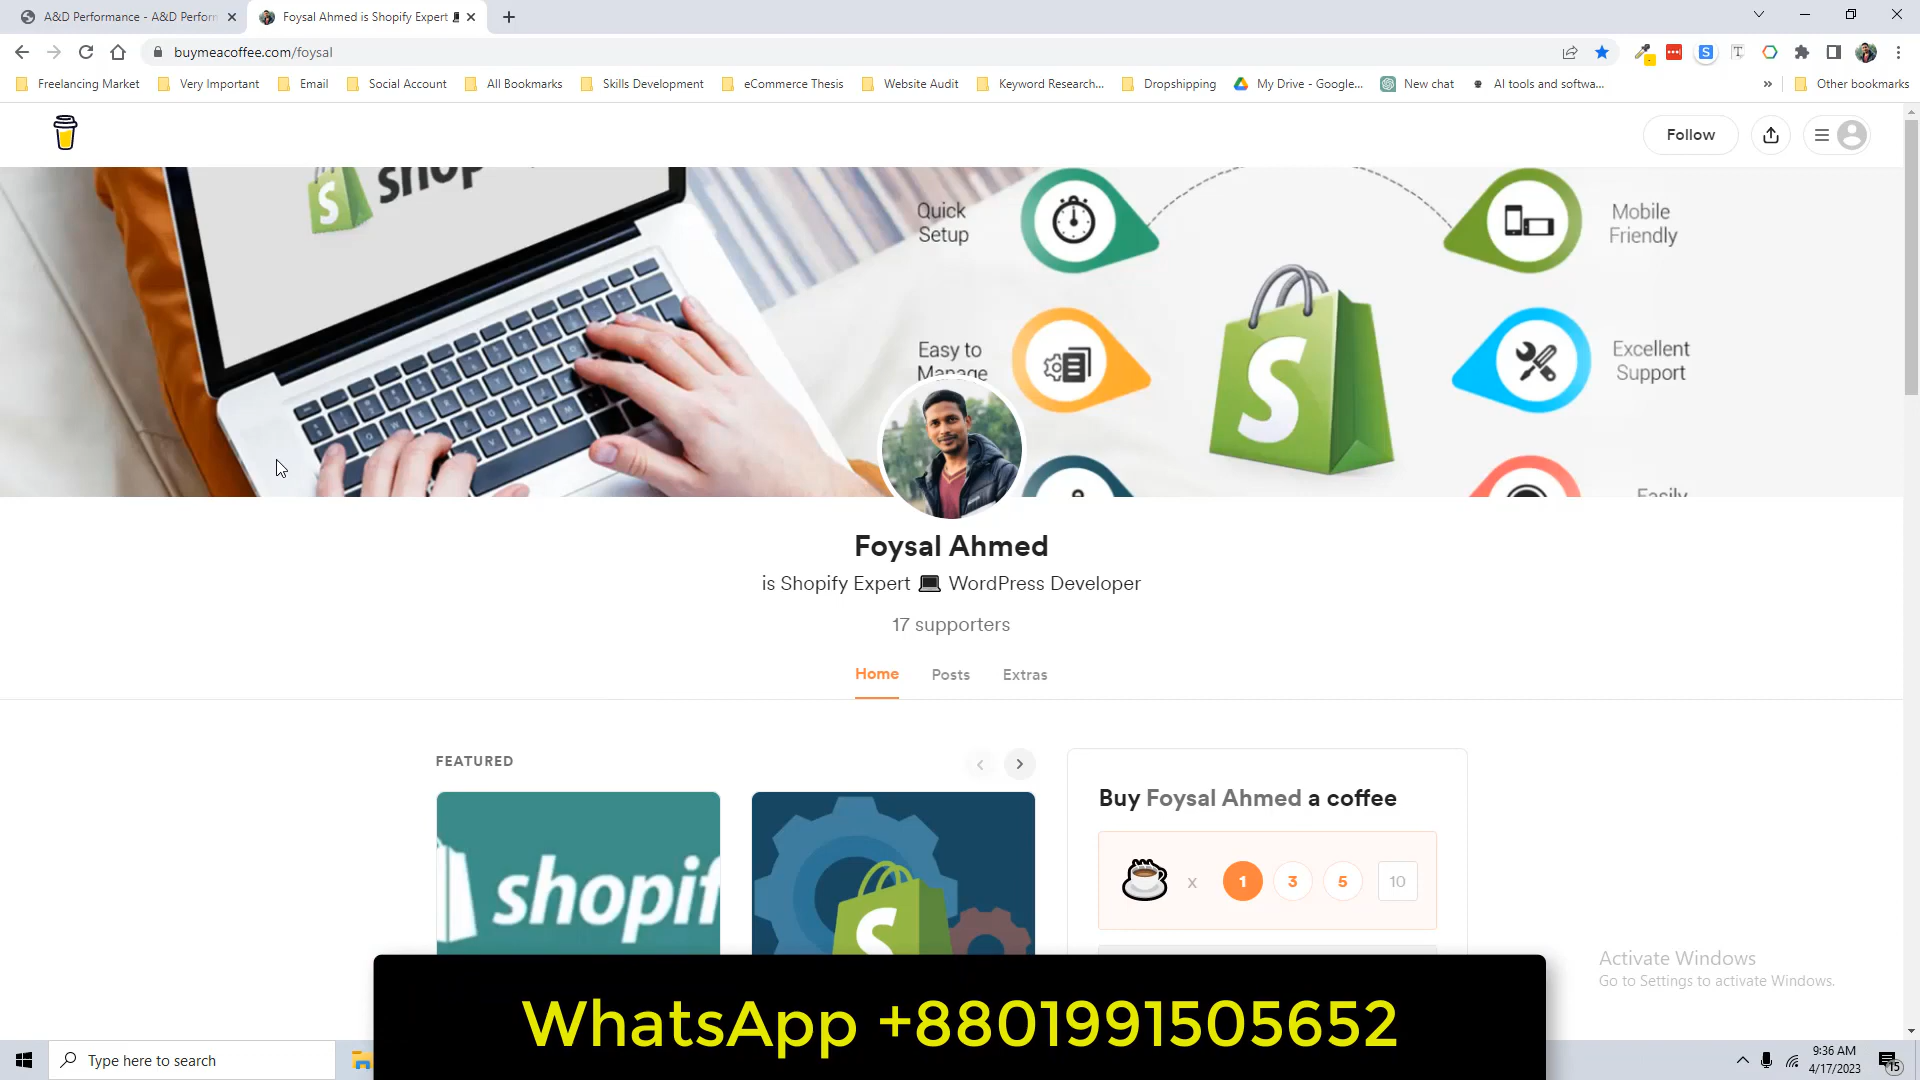 A&D Performance - A&D Perform
Foysal Ahmed is Shopify Expert
buymeacoffee.com/foysal
Freelancing Market
Very Important
Email
Social Account
All Bookmarks
Skills Development
eCommerce Thesis
Website Audit
Keyword Research...
Dropshipping
My Drive - Google...
New chat
AI tools and softwa...
»
Other bookmarks
Follow
shop
Quick
Setup
Mobile
Friendly
Easy to
Manage
Excellent
Support
Easily
S
Foysal Ahmed
is Shopify Expert 💻 WordPress Developer
17 supporters
Home
Posts
Extras
FEATURED
shopif
S
Buy Foysal Ahmed a coffee
x 1 3 5 10
Activate Windows
Go to Settings to activate Windows.
WhatsApp +8801991505652
Type here to search
9:36 AM
4/17/2023
15